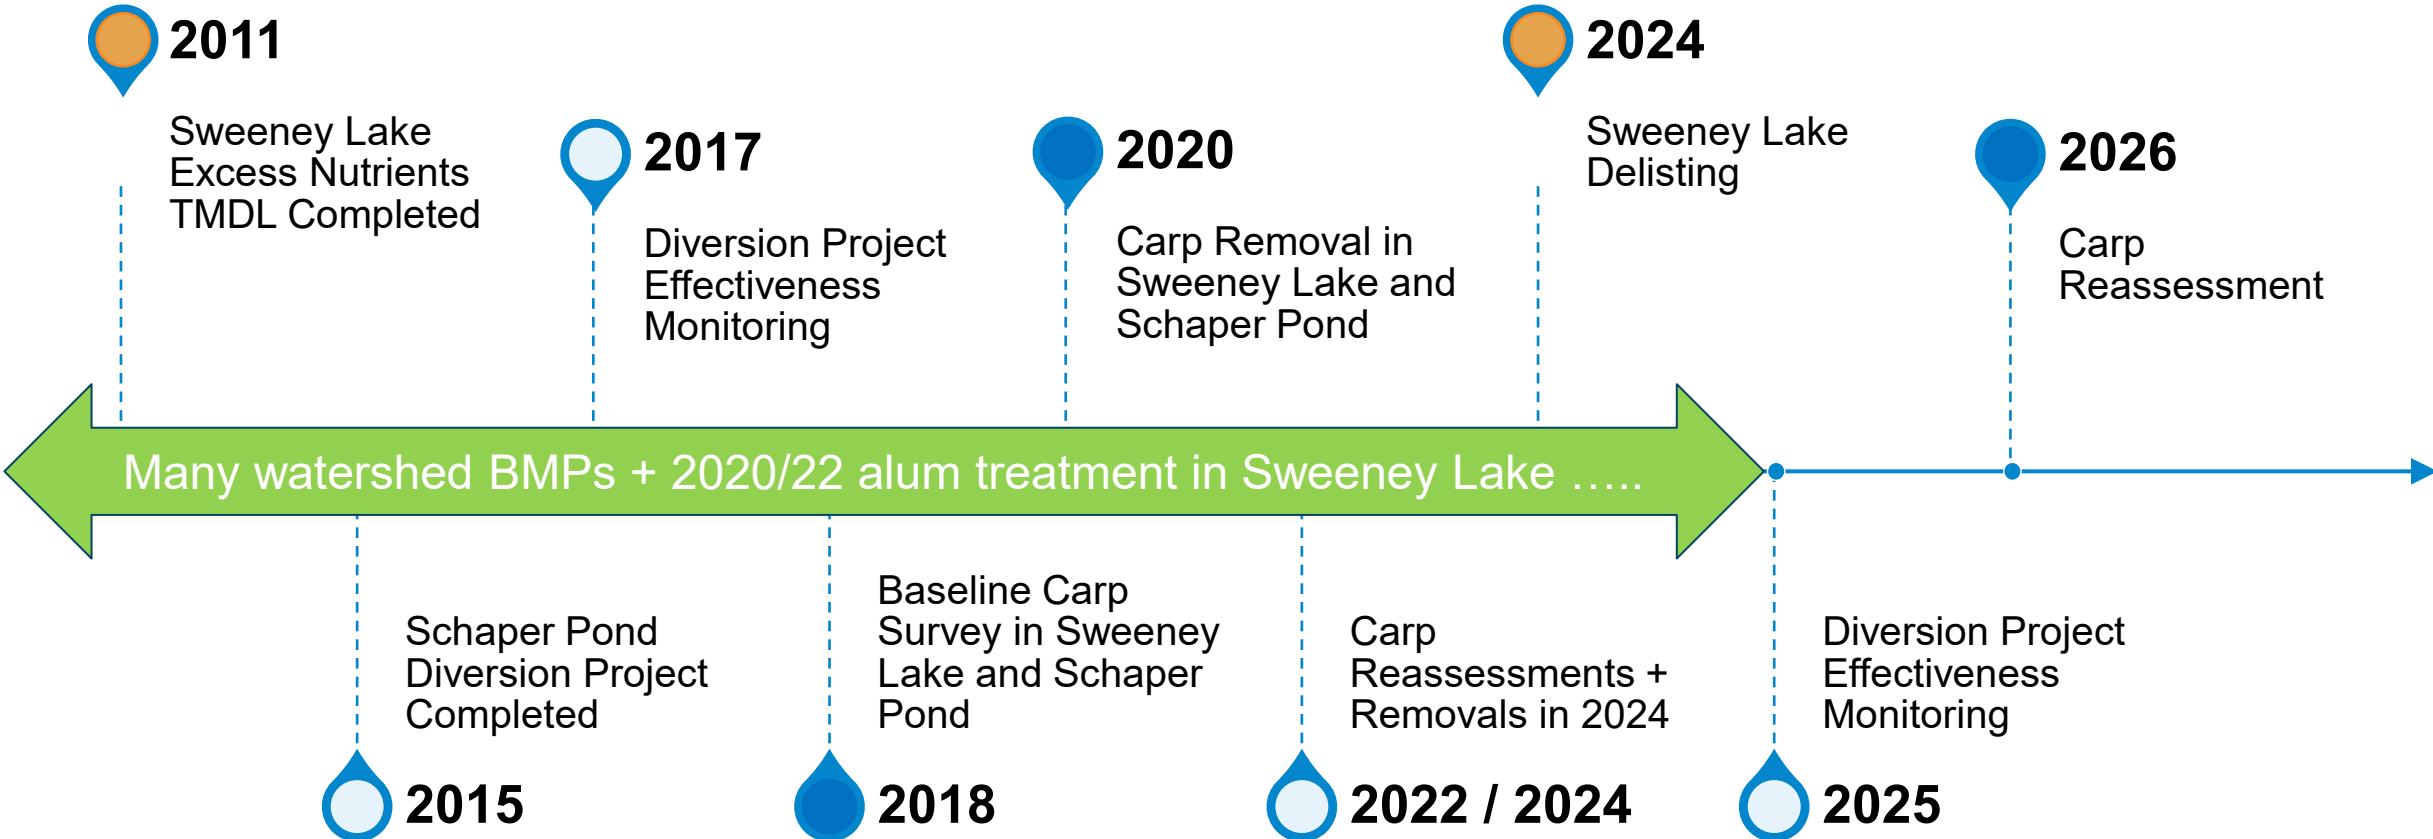 2011
Sweeney Lake
Excess Nutrients
TMDL Completed
2017
Diversion Project
Effectiveness
Monitoring
2020
Carp Removal in
Sweeney Lake and
Schaper Pond
2024
Sweeney Lake
Delisting
2026
Carp
Reassessment
Many watershed BMPs + 2020/22 alum treatment in Sweeney Lake …..
Schaper Pond
Diversion Project
Completed
2015
Baseline Carp
Survey in Sweeney
Lake and Schaper
Pond
2018
Carp
Reassessments +
Removals in 2024
2022 / 2024
Diversion Project
Effectiveness
Monitoring
2025